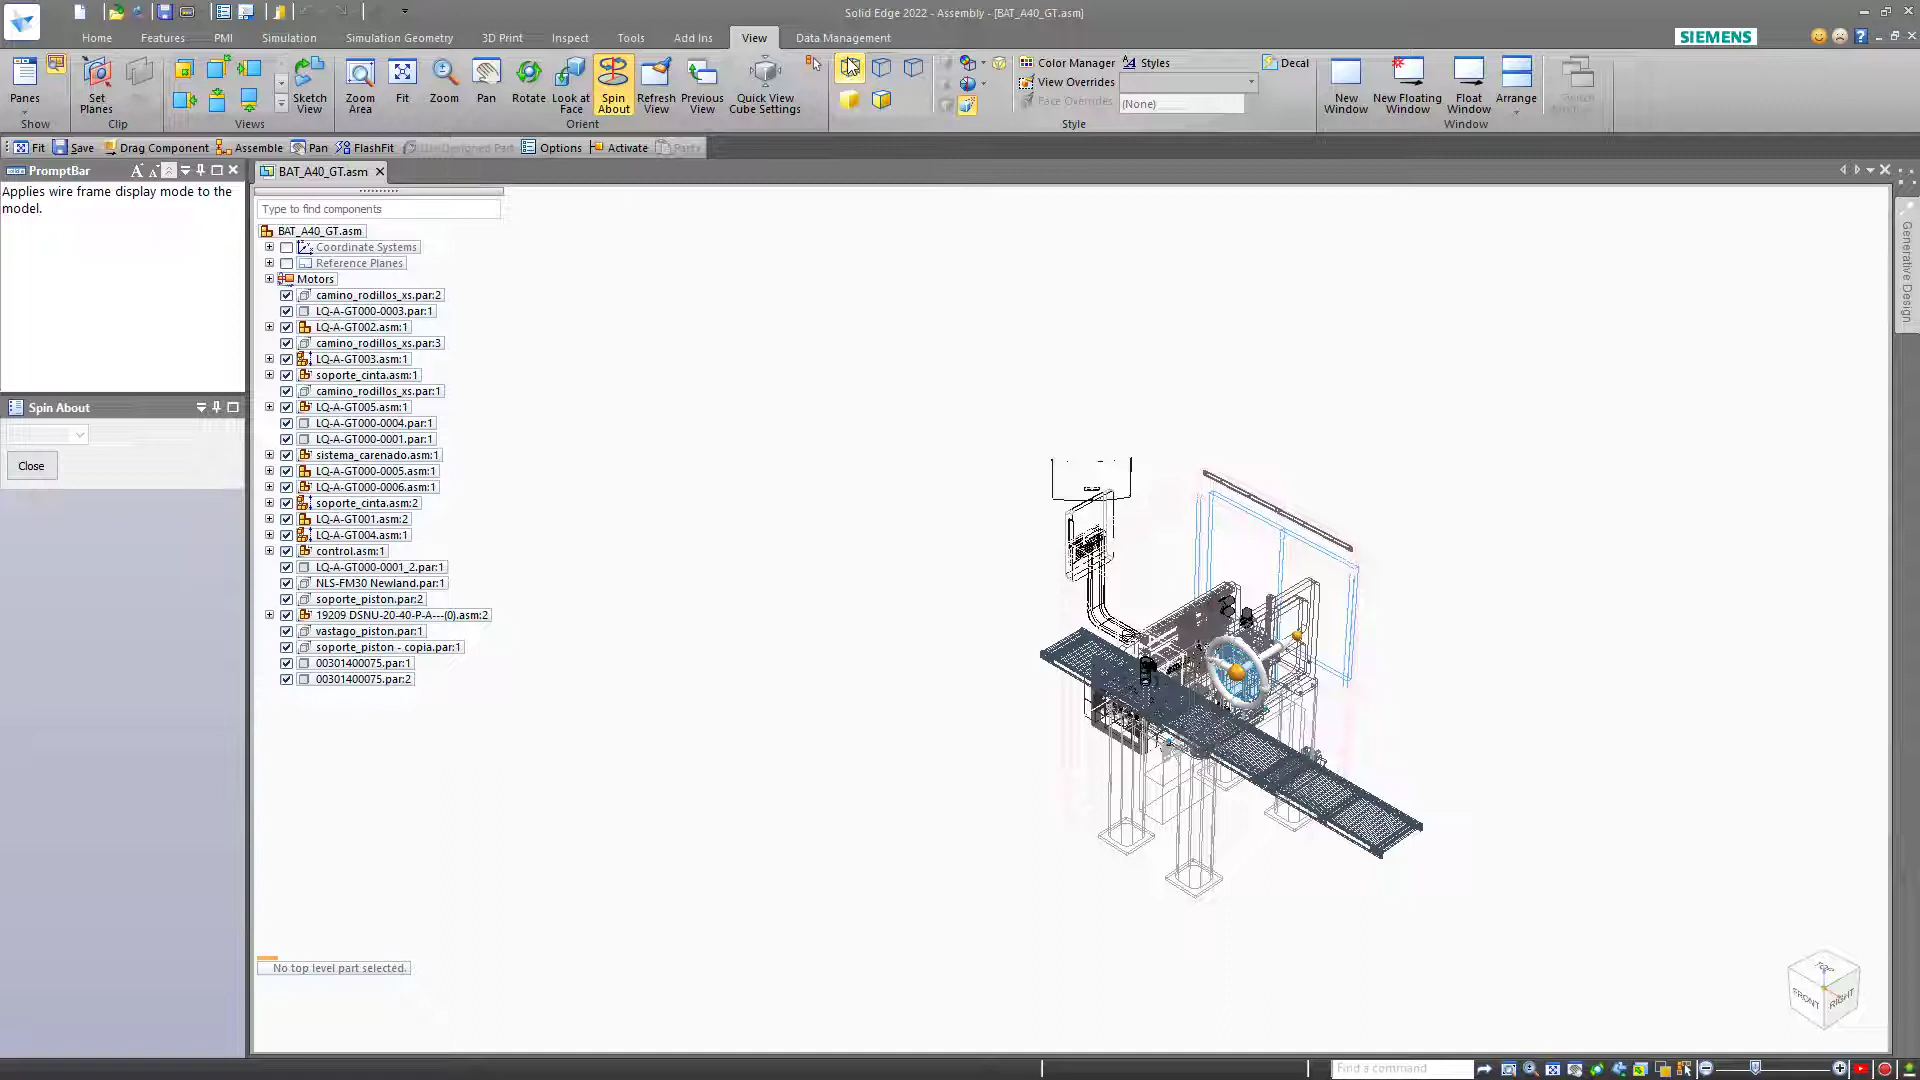 Solid Edge 2022 - Assembly - [BAT_A40_GT.asm]
Home Features PMI Simulation Simulation Geometry 3D Print Inspect Tools Add Ins View Data Management
SIEMENS
Panes
Set Planes
Sketch View
Zoom Area
Fit
Zoom
Pan
Rotate
Look at Face
Spin About
Refresh View
Previous View
Quick View Cube Settings
Color Manager
Styles
View Overrides
Face Overrides
(None)
Decal
New Window
New Floating Window
Float Window
Arrange
Show
Clip
Views
Orient
Style
Window
Fit Save Drag Component Assemble Pan FlashFit Options Activate
PromptBar
Applies wire frame display mode to the
model.
Spin About
Close
BAT_A40_GT.asm
Type to find components
BAT_A40_GT.asm
Coordinate Systems
Reference Planes
Motors
camino_rodillos_xs.par:2
LQ-A-GT000-0003.par:1
LQ-A-GT002.asm:1
camino_rodillos_xs.par:3
LQ-A-GT003.asm:1
soporte_cinta.asm:1
camino_rodillos_xs.par:1
LQ-A-GT005.asm:1
LQ-A-GT000-0004.par:1
LQ-A-GT000-0001.par:1
sistema_carenado.asm:1
LQ-A-GT000-0005.asm:1
LQ-A-GT000-0006.asm:1
soporte_cinta.asm:2
LQ-A-GT001.asm:2
LQ-A-GT004.asm:1
control.asm:1
LQ-A-GT000-0001_2.par:1
NLS-FM30 Newland.par:1
soporte_piston.par:2
19209 DSNU-20-40-P-A---(0).asm:2
vastago_piston.par:1
soporte_piston - copia.par:1
00301400075.par:1
00301400075.par:2
No top level part selected.
Generative Design
TOP
FRONT
RIGHT
Find a command